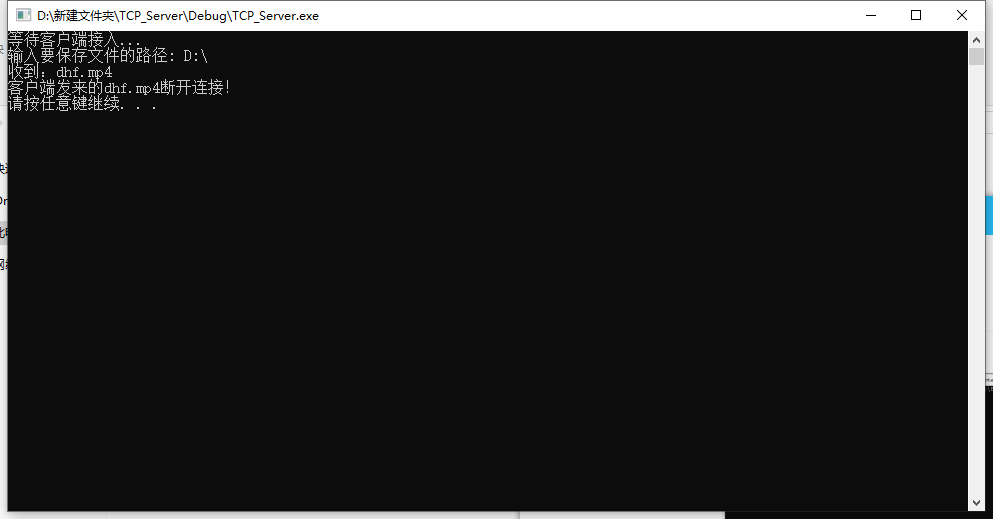 D:\新建文件夹\TCP_Server\Debug\TCP_Server.exe
等待客户端接入...
输入要保存文件的路径: D:\
收到: dhf.mp4
客户端发来的dhf.mp4断开连接!
请按任意键继续. . .